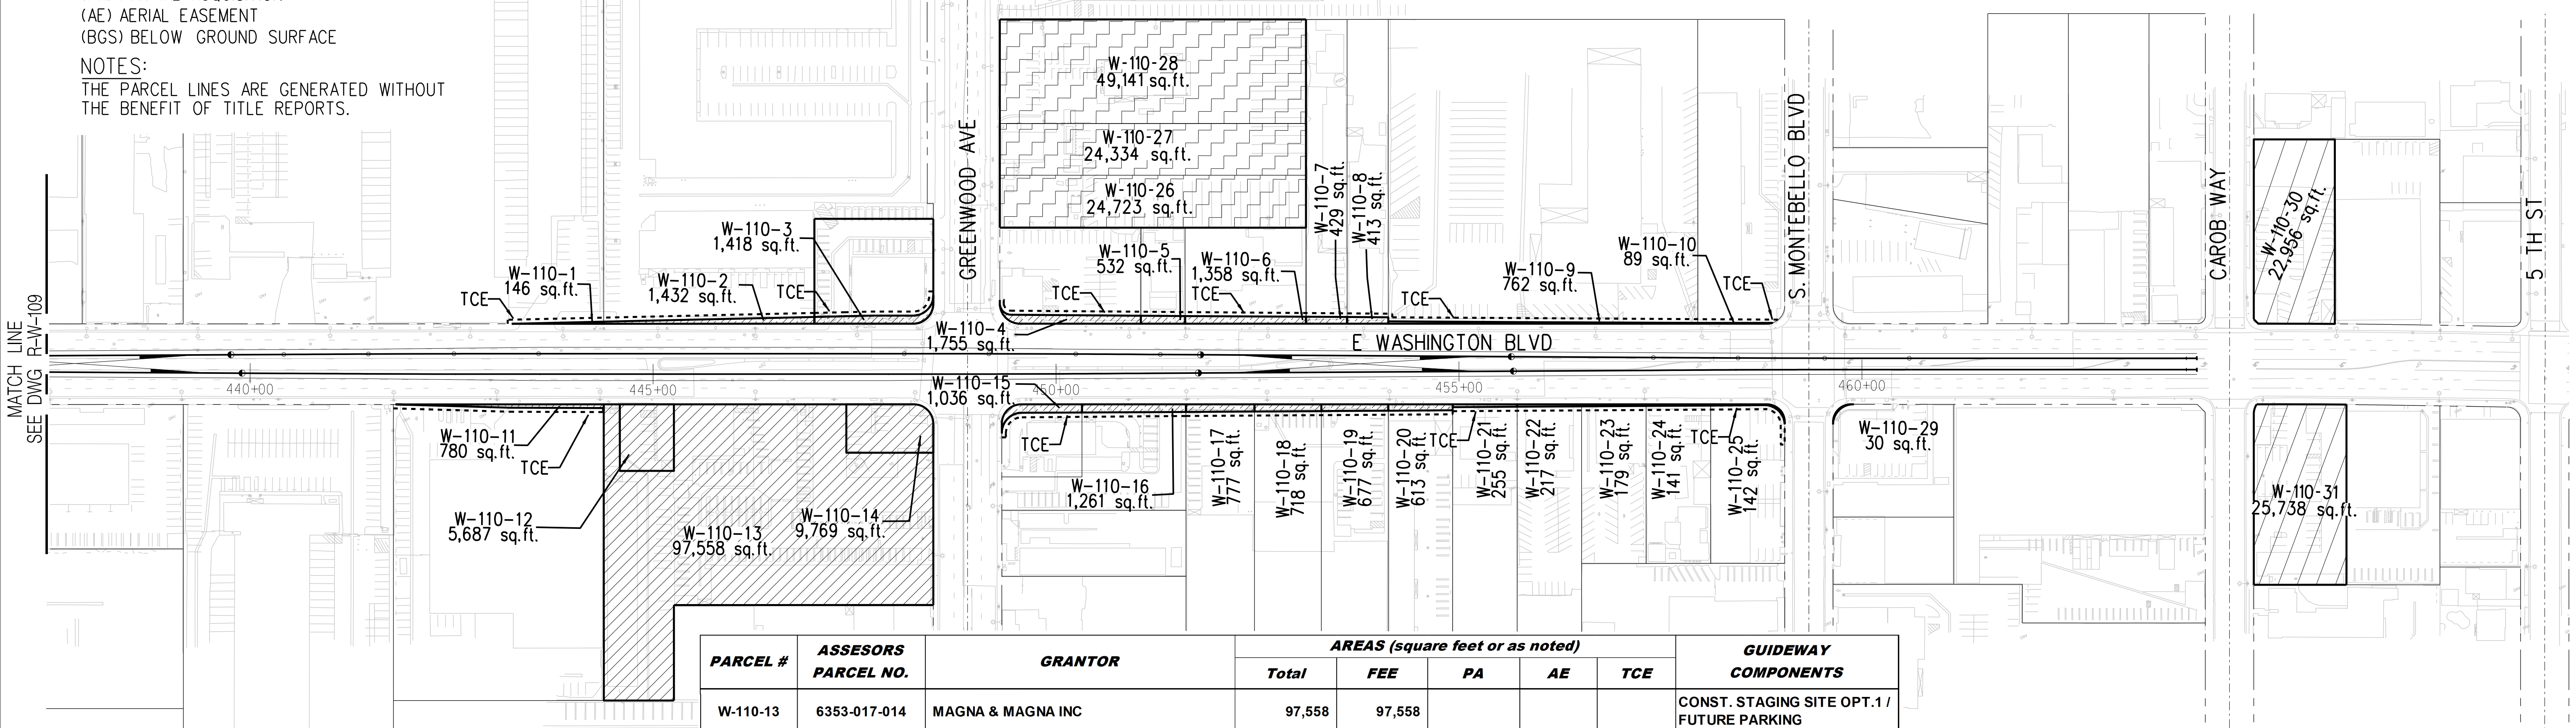 (AE) AERIAL EASEMENT
(BGS) BELOW GROUND SURFACE
NOTES:
THE PARCEL LINES ARE GENERATED WITHOUT
THE BENEFIT OF TITLE REPORTS.
MATCH LINE
SEE DWG R-W-109
GREENWOOD AVE
S. MONTEBELLO BLVD
CAROB WAY
5 TH ST
E WASHINGTON BLVD
W-110-28
49,141 sq.ft.
W-110-27
24,334 sq.ft.
W-110-26
24,723 sq.ft.
W-110-7
429 sq.ft.
W-110-8
413 sq.ft.
W-110-30
22,956 sq.ft.
W-110-3
1,418 sq.ft.
W-110-1
146 sq.ft.
TCE
W-110-2
1,432 sq.ft.
TCE
W-110-5
532 sq.ft.
TCE
W-110-6
1,358 sq.ft.
TCE
TCE
W-110-9
762 sq.ft.
W-110-10
89 sq.ft.
TCE
W-110-4
1,755 sq.ft.
440+00
445+00
450+00
455+00
460+00
W-110-15
1,036 sq.ft.
W-110-11
780 sq.ft.
TCE
W-110-12
5,687 sq.ft.
W-110-13
97,558 sq.ft.
W-110-14
9,769 sq.ft.
TCE
W-110-16
1,261 sq.ft.
W-110-17
777 sq.ft.
W-110-18
718 sq.ft.
W-110-19
677 sq.ft.
W-110-20
613 sq.ft.
TCE
W-110-21
255 sq.ft.
W-110-22
217 sq.ft.
W-110-23
179 sq.ft.
W-110-24
141 sq.ft.
TCE
W-110-25
142 sq.ft.
W-110-29
30 sq.ft.
W-110-31
25,738 sq.ft.
PARCEL #
ASSESORS
PARCEL NO.
GRANTOR
AREAS (square feet or as noted)
Total FEE PA AE TCE
GUIDEWAY
COMPONENTS
W-110-13 6353-017-014 MAGNA & MAGNA INC 97,558 97,558
CONST. STAGING SITE OPT.1 /
FUTURE PARKING